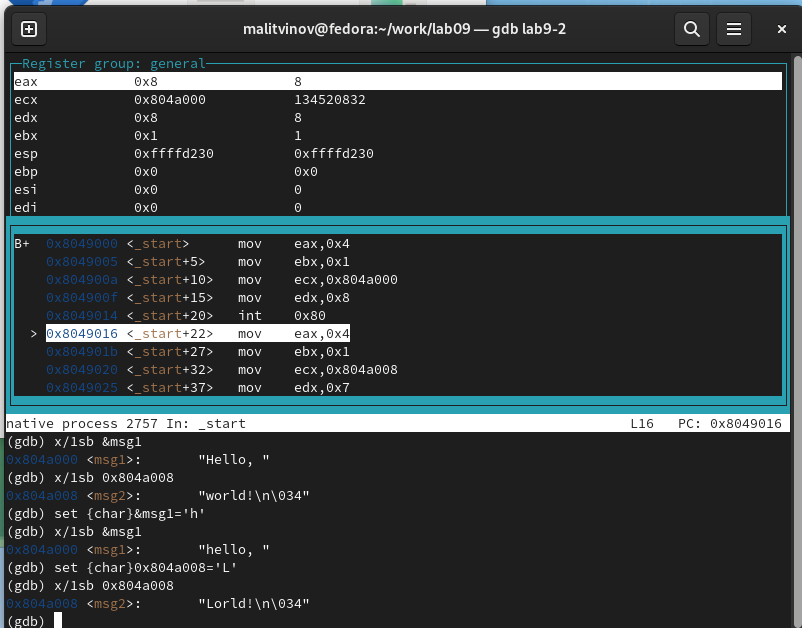 malitvinov@fedora:~/work/lab09 — gdb lab9-2
Register group: general
eax 0x8 8
ecx 0x804a000 134520832
edx 0x8 8
ebx 0x1 1
esp 0xffffd230 0xffffd230
ebp 0x0 0x0
esi 0x0 0
edi 0x0 0
B+ 0x8049000 <_start> mov eax,0x4
0x8049005 <_start+5> mov ebx,0x1
0x804900a <_start+10> mov ecx,0x804a000
0x804900f <_start+15> mov edx,0x8
0x8049014 <_start+20> int 0x80
> 0x8049016 <_start+22> mov eax,0x4
0x804901b <_start+27> mov ebx,0x1
0x8049020 <_start+32> mov ecx,0x804a008
0x8049025 <_start+37> mov edx,0x7
native process 2757 In: _start L16 PC: 0x8049016
(gdb) x/1sb &msg1
0x804a000 <msg1>: "Hello, "
(gdb) x/1sb 0x804a008
0x804a008 <msg2>: "world!\n\034"
(gdb) set {char}&msg1='h'
(gdb) x/1sb &msg1
0x804a000 <msg1>: "hello, "
(gdb) set {char}0x804a008='L'
(gdb) x/1sb 0x804a008
0x804a008 <msg2>: "Lorld!\n\034"
(gdb)